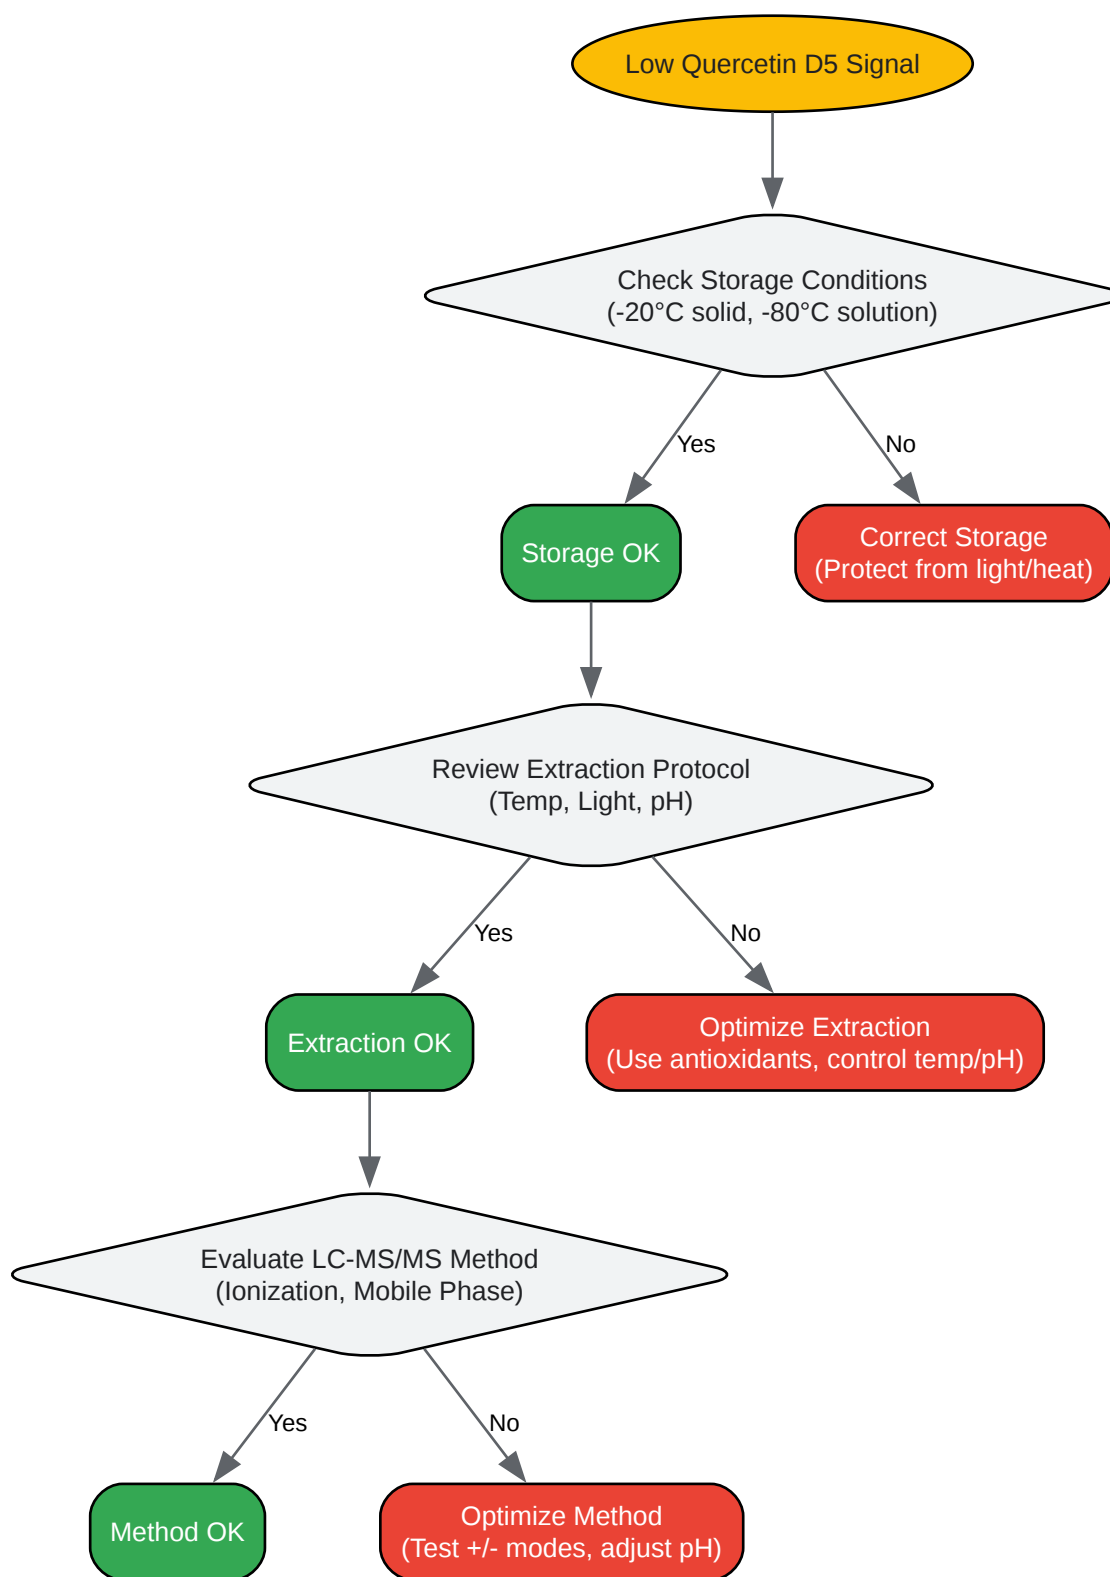 Low Quercetin D5 Signal
Check Storage Conditions
(-20°C solid, -80°C solution)
Yes
No
Storage OK
Correct Storage
(Protect from light/heat)
Review Extraction Protocol
(Temp, Light, pH)
Yes
No
Extraction OK
Optimize Extraction
(Use antioxidants, control temp/pH)
Evaluate LC-MS/MS Method
(Ionization, Mobile Phase)
Yes
No
Method OK
Optimize Method
(Test +/- modes, adjust pH)